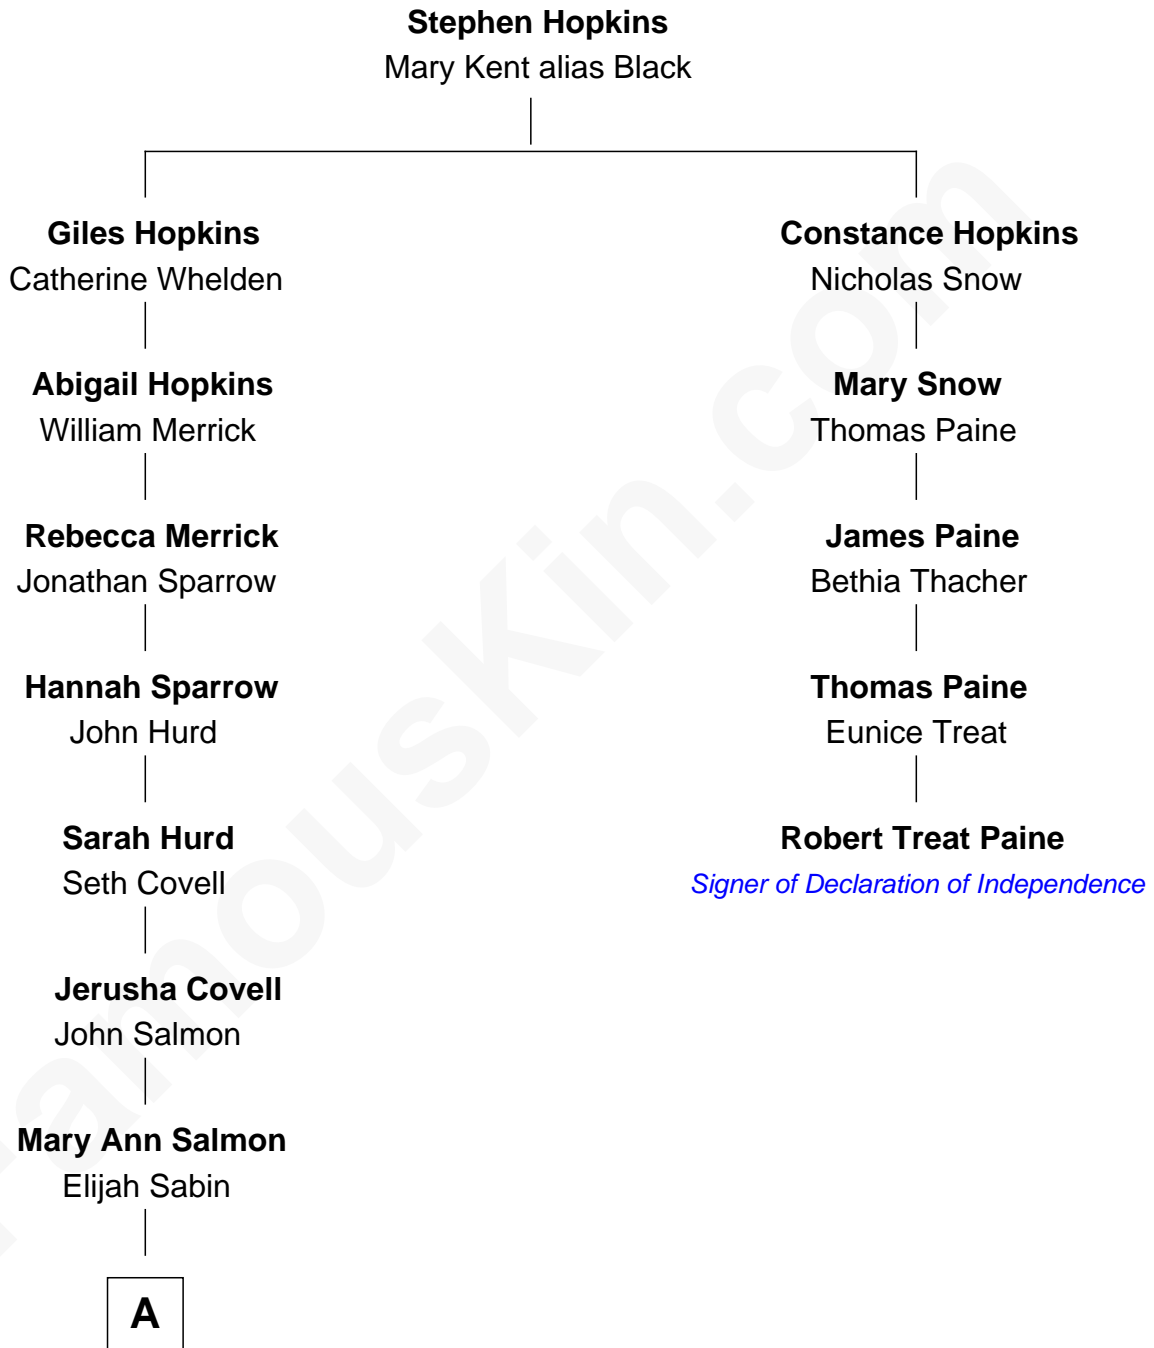 Stephen Hopkins
Mary Kent alias Black
Giles Hopkins
Catherine Whelden
Constance Hopkins
Nicholas Snow
Abigail Hopkins
William Merrick
Mary Snow
Thomas Paine
Rebecca Merrick
Jonathan Sparrow
James Paine
Bethia Thacher
Hannah Sparrow
John Hurd
Thomas Paine
Eunice Treat
Sarah Hurd
Seth Covell
Robert Treat Paine
Signer of Declaration of Independence
Jerusha Covell
John Salmon
Mary Ann Salmon
Elijah Sabin
A
FamousKin.com